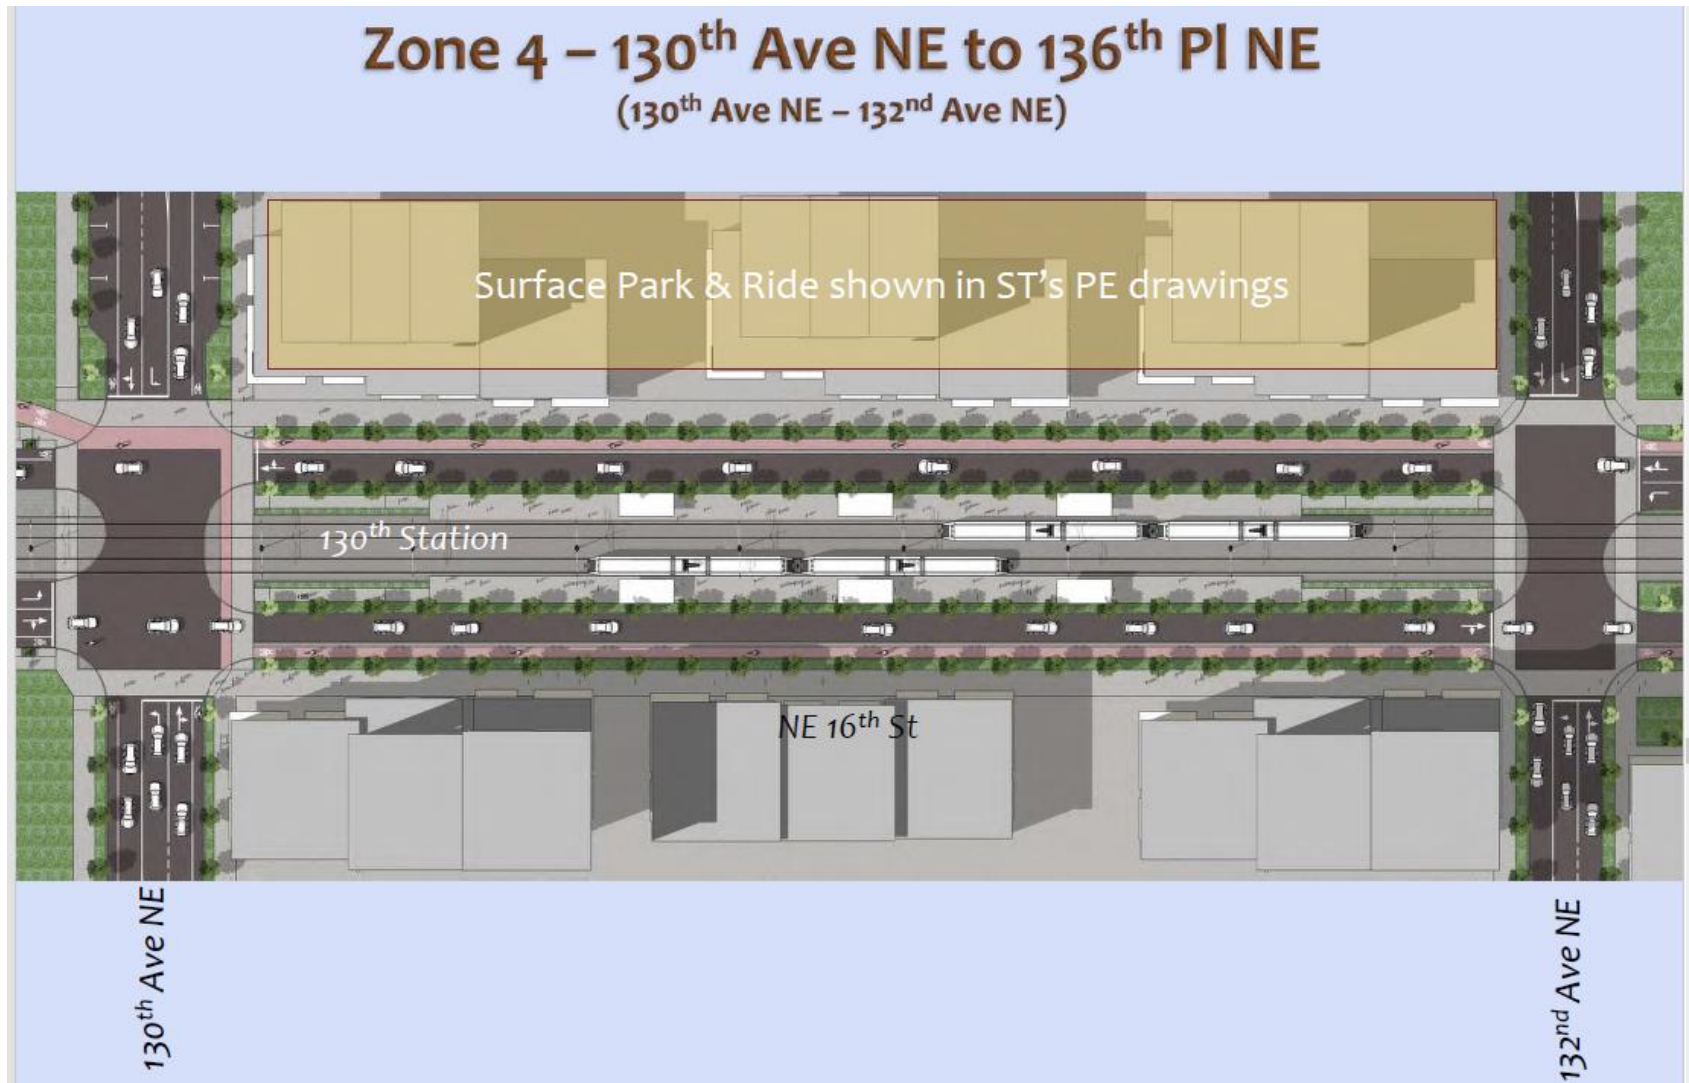 Zone 4 – 130th Ave NE to 136th Pl NE
(130th Ave NE – 132nd Ave NE)
Surface Park & Ride shown in ST’s PE drawings
130th Station
NE 16th St
130th Ave NE
132nd Ave NE